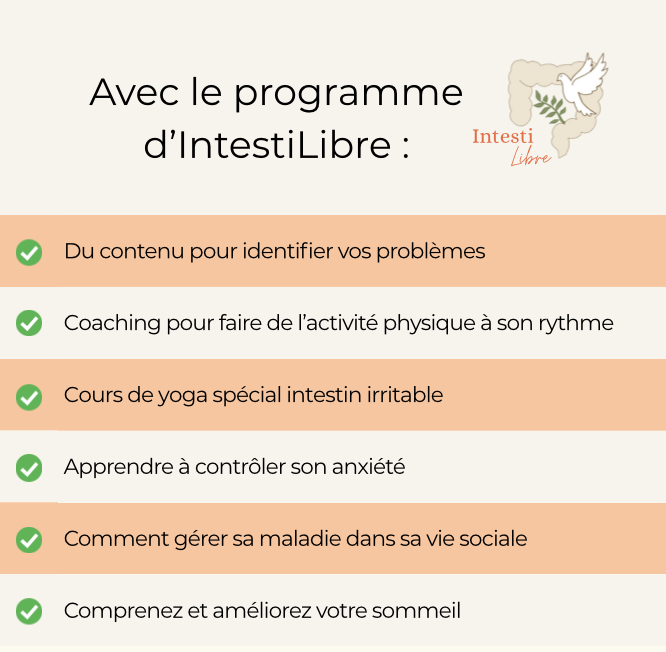 Avec le programme
d’IntestiLibre :
Intesti
Libre
Du contenu pour identifier vos problèmes
Coaching pour faire de l’activité physique à son rythme
Cours de yoga spécial intestin irritable
Apprendre à contrôler son anxiété
Comment gérer sa maladie dans sa vie sociale
Comprenez et améliorez votre sommeil